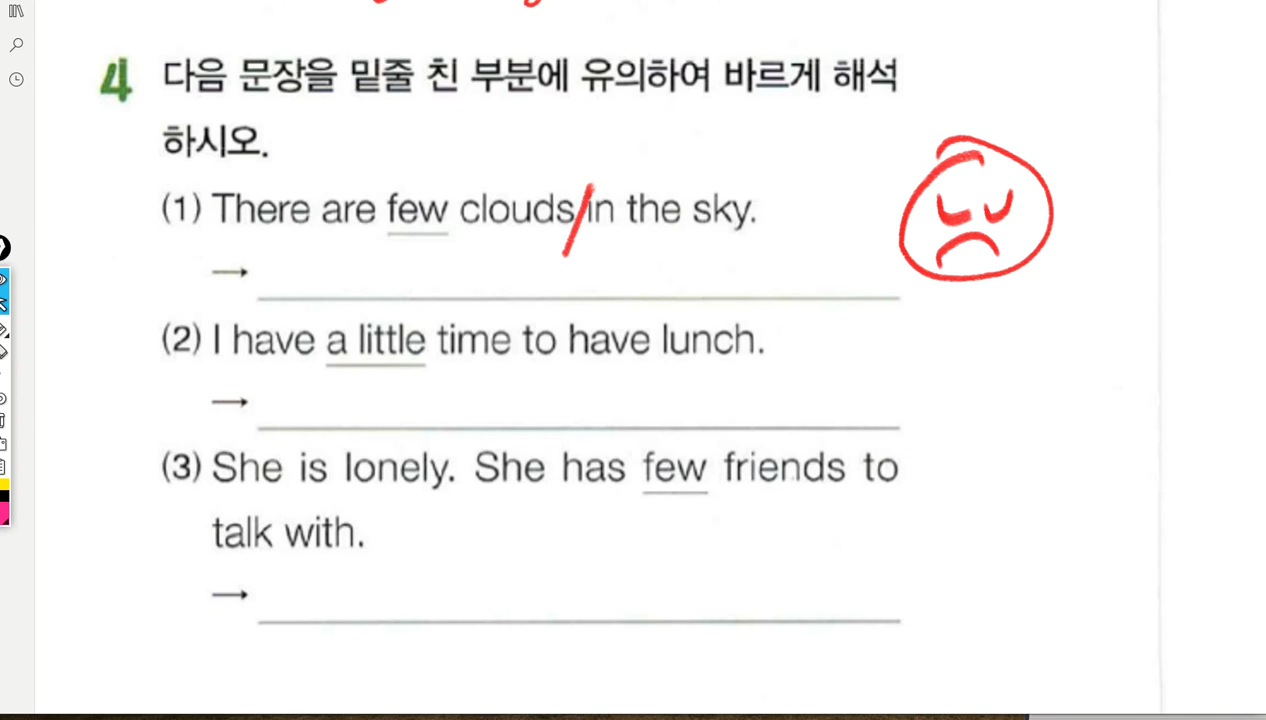 4 다음 문장을 밑줄 친 부분에 유의하여 바르게 해석
하시오.
(1) There are few clouds/in the sky.
→
(2) I have a little time to have lunch.
→
(3) She is lonely. She has few friends to
talk with.
→